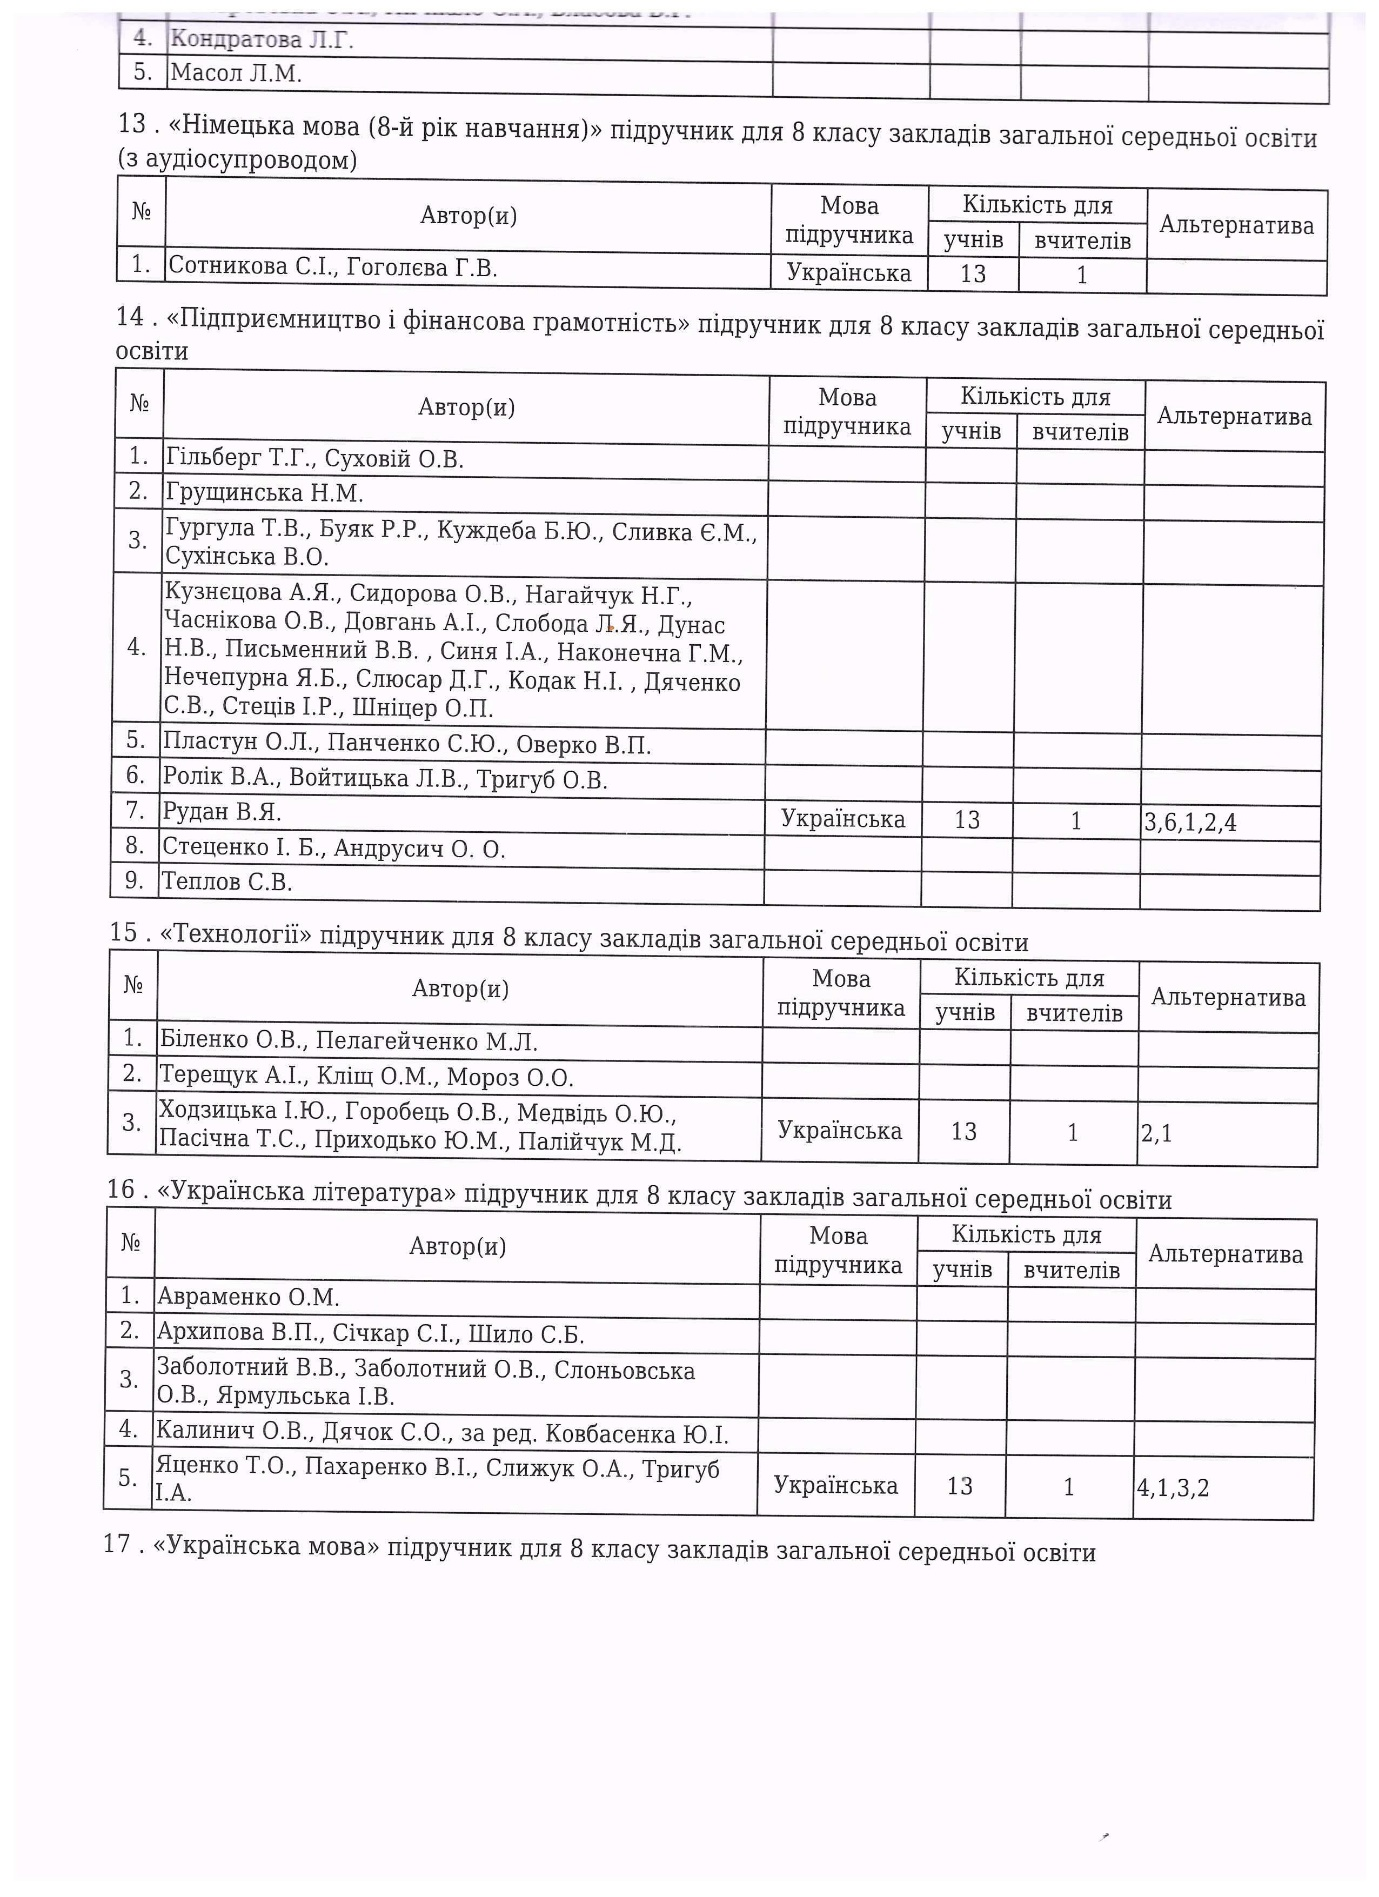 4. Кондратова Л.Г.
5. Масол Л.М.
13 . «Німецька мова (8-й рік навчання)» підручник для 8 класу закладів загальної середньої освіти
(з аудіосупроводом)
№ Автор(и) Мова підручника Кількість для Альтернатива
учнів вчителів
1. Сотникова С.І., Гоголєва Г.В. Українська 13 1
14 . «Підприємництво і фінансова грамотність» підручник для 8 класу закладів загальної середньої
освіти
№ Автор(и) Мова підручника Кількість для Альтернатива
учнів вчителів
1. Гільберг Т.Г., Суховій О.В.
2. Грущинська Н.М.
3. Гургула Т.В., Буяк Р.Р., Куждеба Б.Ю., Сливка Є.М.,
Сухінська В.О.
4. Кузнєцова А.Я., Сидорова О.В., Нагайчук Н.Г.,
Часнікова О.В., Довгань А.І., Слобода Л.Я., Дунас
Н.В., Письменний В.В. , Синя І.А., Наконечна Г.М.,
Нечепурна Я.Б., Слюсар Д.Г., Кодак Н.І. , Дяченко
С.В., Стеців І.Р., Шніцер О.П.
5. Пластун О.Л., Панченко С.Ю., Оверко В.П.
6. Ролік В.А., Войтицька Л.В., Тригуб О.В.
7. Рудан В.Я. Українська 13 1 3,6,1,2,4
8. Стеценко І. Б., Андрусич О. О.
9. Теплов С.В.
15 . «Технології» підручник для 8 класу закладів загальної середньої освіти
№ Автор(и) Мова підручника Кількість для Альтернатива
учнів вчителів
1. Біленко О.В., Пелагейченко М.Л.
2. Терещук А.І., Кліщ О.М., Мороз О.О.
3. Ходзицька І.Ю., Горобець О.В., Медвідь О.Ю.,
Пасічна Т.С., Приходько Ю.М., Палійчук М.Д. Українська 13 1 2,1
16 . «Українська література» підручник для 8 класу закладів загальної середньої освіти
№ Автор(и) Мова підручника Кількість для Альтернатива
учнів вчителів
1. Авраменко О.М.
2. Архипова В.П., Січкар С.І., Шило С.Б.
3. Заболотний В.В., Заболотний О.В., Слоньовська
О.В., Ярмульська І.В.
4. Калинич О.В., Дячок С.О., за ред. Ковбасенка Ю.І.
5. Яценко Т.О., Пахаренко В.І., Слижук О.А., Тригуб
І.А. Українська 13 1 4,1,3,2
17 . «Українська мова» підручник для 8 класу закладів загальної середньої освіти